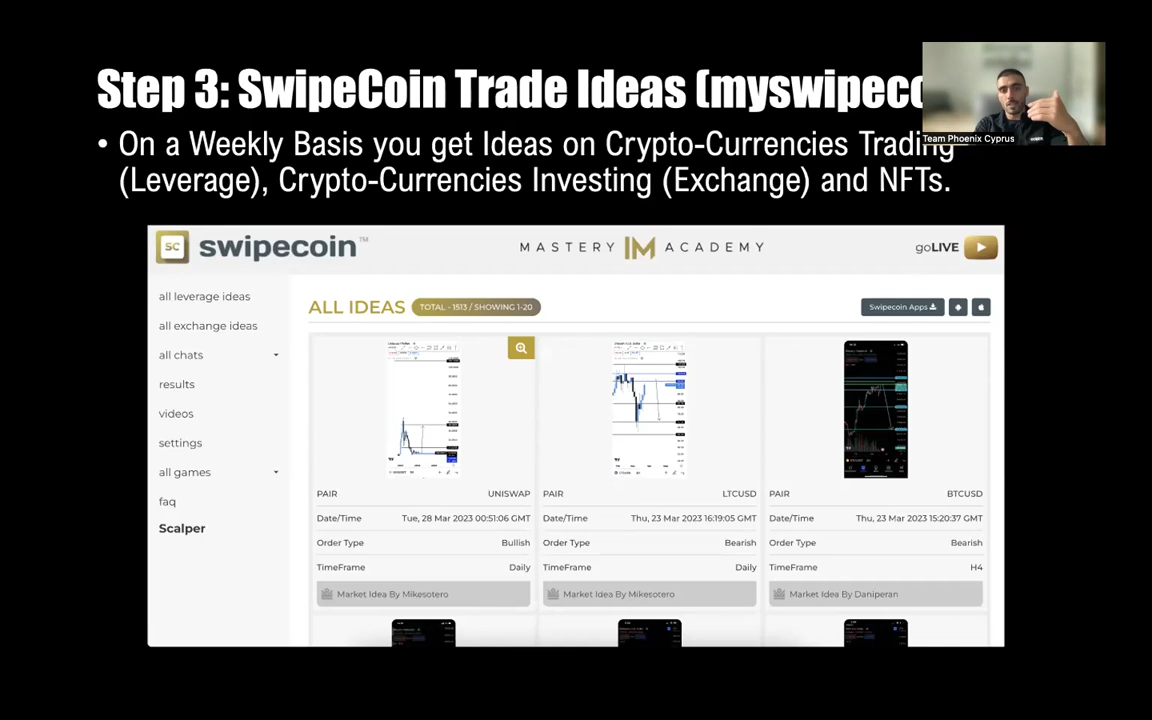 Step 3: SwipeCoin Trade Ideas (myswipeco
Team Phoenix Cyprus
• On a Weekly Basis you get Ideas on Crypto-Currencies Trading
(Leverage), Crypto-Currencies Investing (Exchange) and NFTs.
SC swipecoin™ MASTERY IM ACADEMY goLIVE
all leverage ideas
all exchange ideas
all chats
results
videos
settings
all games
faq
Scalper
ALL IDEAS TOTAL - 1513 / SHOWING 1-20 Swipecoin Apps
PAIR UNISWAP PAIR LTCUSD PAIR BTCUSD
Date/Time Tue, 28 Mar 2023 00:51:06 GMT Date/Time Thu, 23 Mar 2023 16:19:05 GMT Date/Time Thu, 23 Mar 2023 15:20:37 GMT
Order Type Bullish Order Type Bearish Order Type Bearish
TimeFrame Daily TimeFrame Daily TimeFrame H4
Market Idea By Mikesotero Market Idea By Mikesotero Market Idea By Daniperan